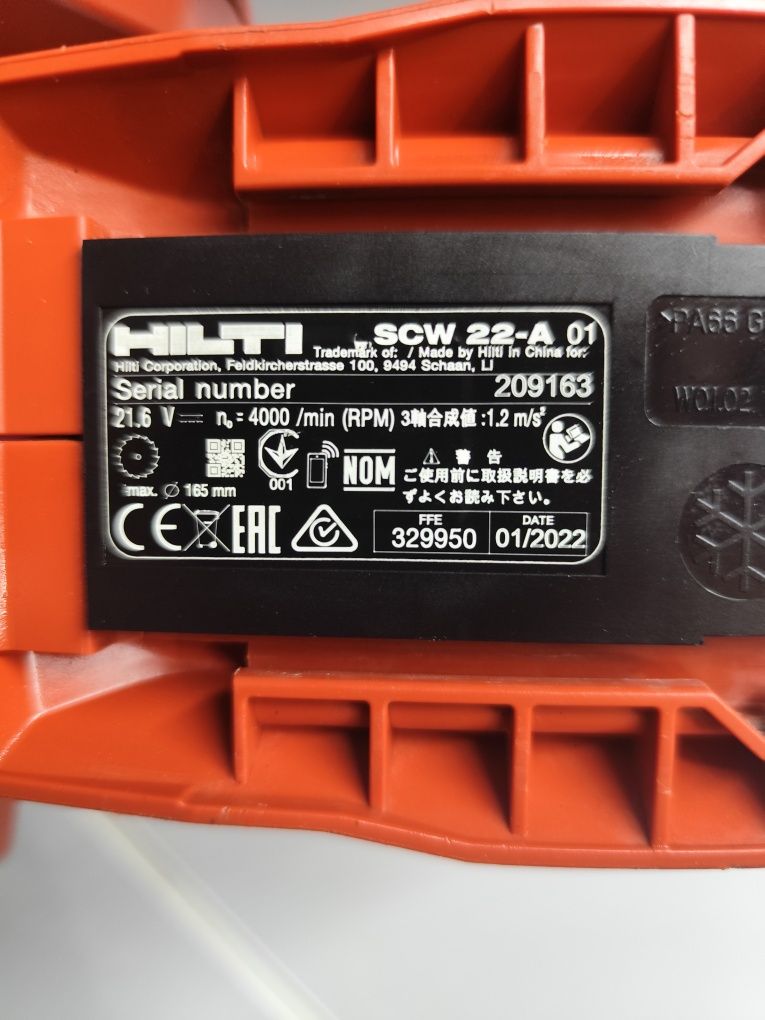 HILTI SCW 22-A 01
Trademark of: / Made by Hilti in China for:
Hilti Corporation, Feldkircherstrasse 100, 9494 Schaan, LI
Serial number 209163
21.6 V n₀ = 4000 /min (RPM) 3軸合成値:1.2 m/s²
001
NOM
警 告
ご使用前に取扱説明書を必
ずよくお読み下さい。
max. ∅ 165 mm
CE EAC
FFE
329950
DATE
01/2022
>PA66 G
W01.02